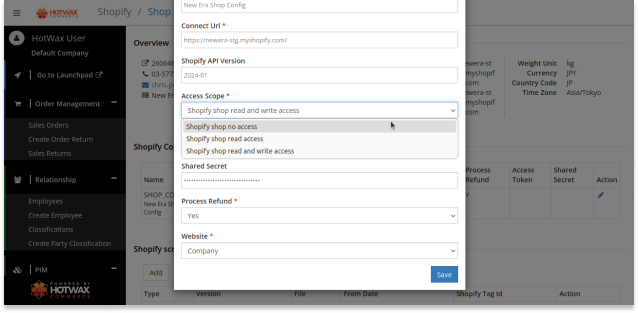 HOTWAX
COMMERCE
HotWax User
Default Company
Go to Launchpad
Order Management
Sales Orders
Create Order Return
Sales Returns
Relationship
Employees
Create Employee
Classifications
Create Party Classification
PIM
POWERED BY
HOTWAX
COMMERCE
Shopify / Shop
Overview
03-577
New Er
Shopify Co
Name
SHOP_CO
New Era Sh
Config
Shopify scr
Add
Type Version File From Date Shopify Tag Id Action
New Era Shop Config
Connect Url *
https://newera-stg.myshopify.com/
Shopify API Version
2024-01
Access Scope *
Shopify shop read and write access
Shopify shop no access
Shopify shop read access
Shopify shop read and write access
Shared Secret
Process Refund *
Yes
Website *
Company
Save
ewera-st
myshopif
com
ewera-st
myshopif
com
Weight Unit kg
Currency JPY
Country Code JP
Time Zone Asia/Tokyo
Process Refund
Access Token
Shared Secret
Action
Y